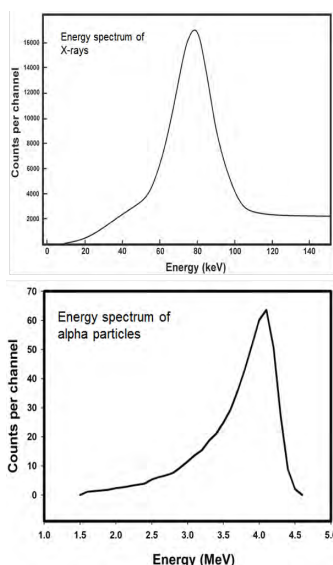 Energy spectrum of
X-rays
Counts per channel
16000
14000
12000
10000
8000
6000
4000
2000
0 20 40 60 80 100 120 140
Energy (keV)
Energy spectrum of
alpha particles
Counts per channel
70
60
50
40
30
20
10
0
1.0 1.5 2.0 2.5 3.0 3.5 4.0 4.5 5.0
Energy (MeV)